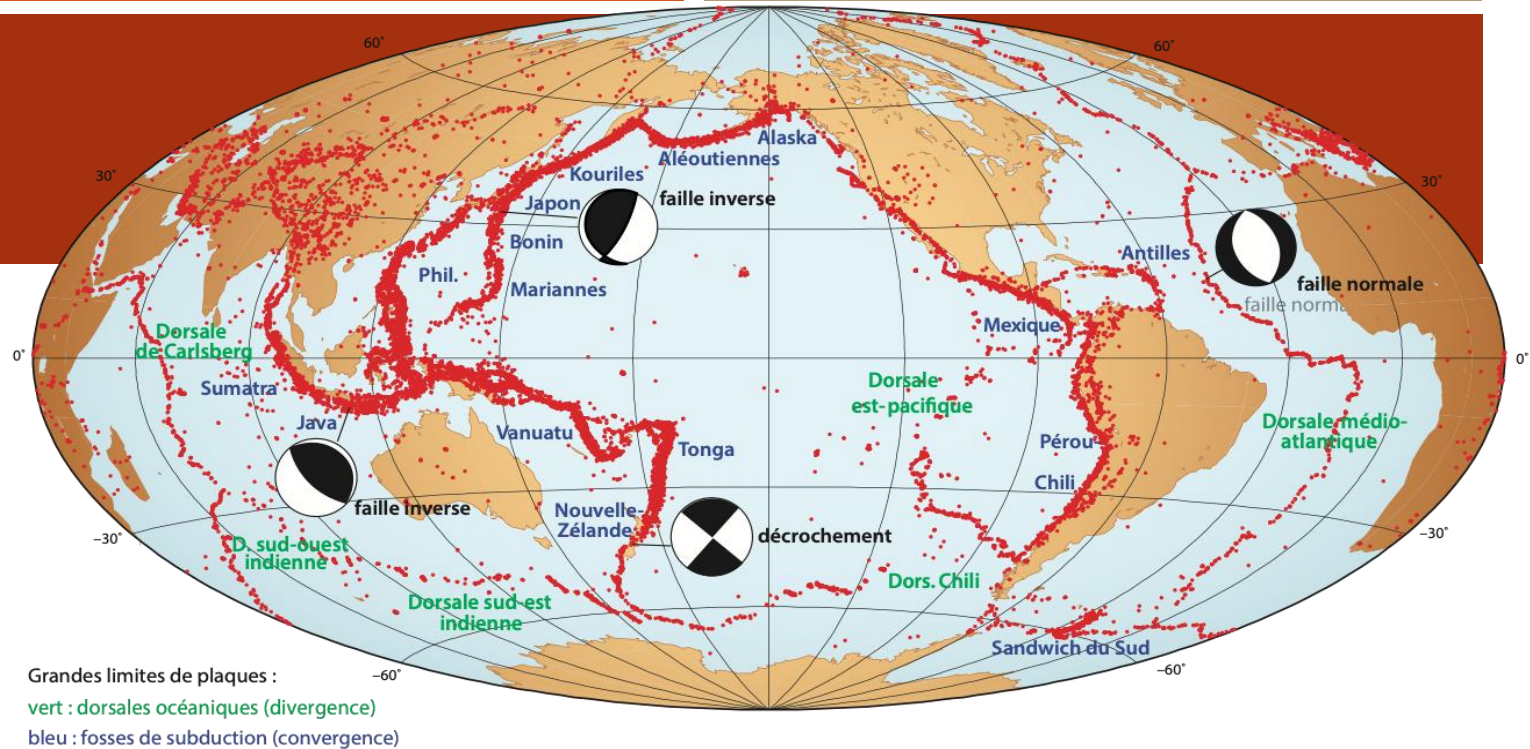 60°
60°
Alaska
Aléoutiennes
Kouriles
30°
30°
Japon
faille inverse
Bonin
Antilles
Phil.
Mariannes
faille normale
faille norma
Mexique
Dorsale
de Carlsberg
0°
0°
Sumatra
Dorsale
est-pacifique
Java
Vanuatu
Tonga
Pérou-
Chili
Dorsale médio-
atlantique
faille inverse
Nouvelle-
Zélande
décrochement
–30°
–30°
D. sud-ouest
indienne
Dors. Chili
Dorsale sud-est
indienne
Sandwich du Sud
–60°
–60°
Grandes limites de plaques :
vert : dorsales océaniques (divergence)
bleu : fosses de subduction (convergence)